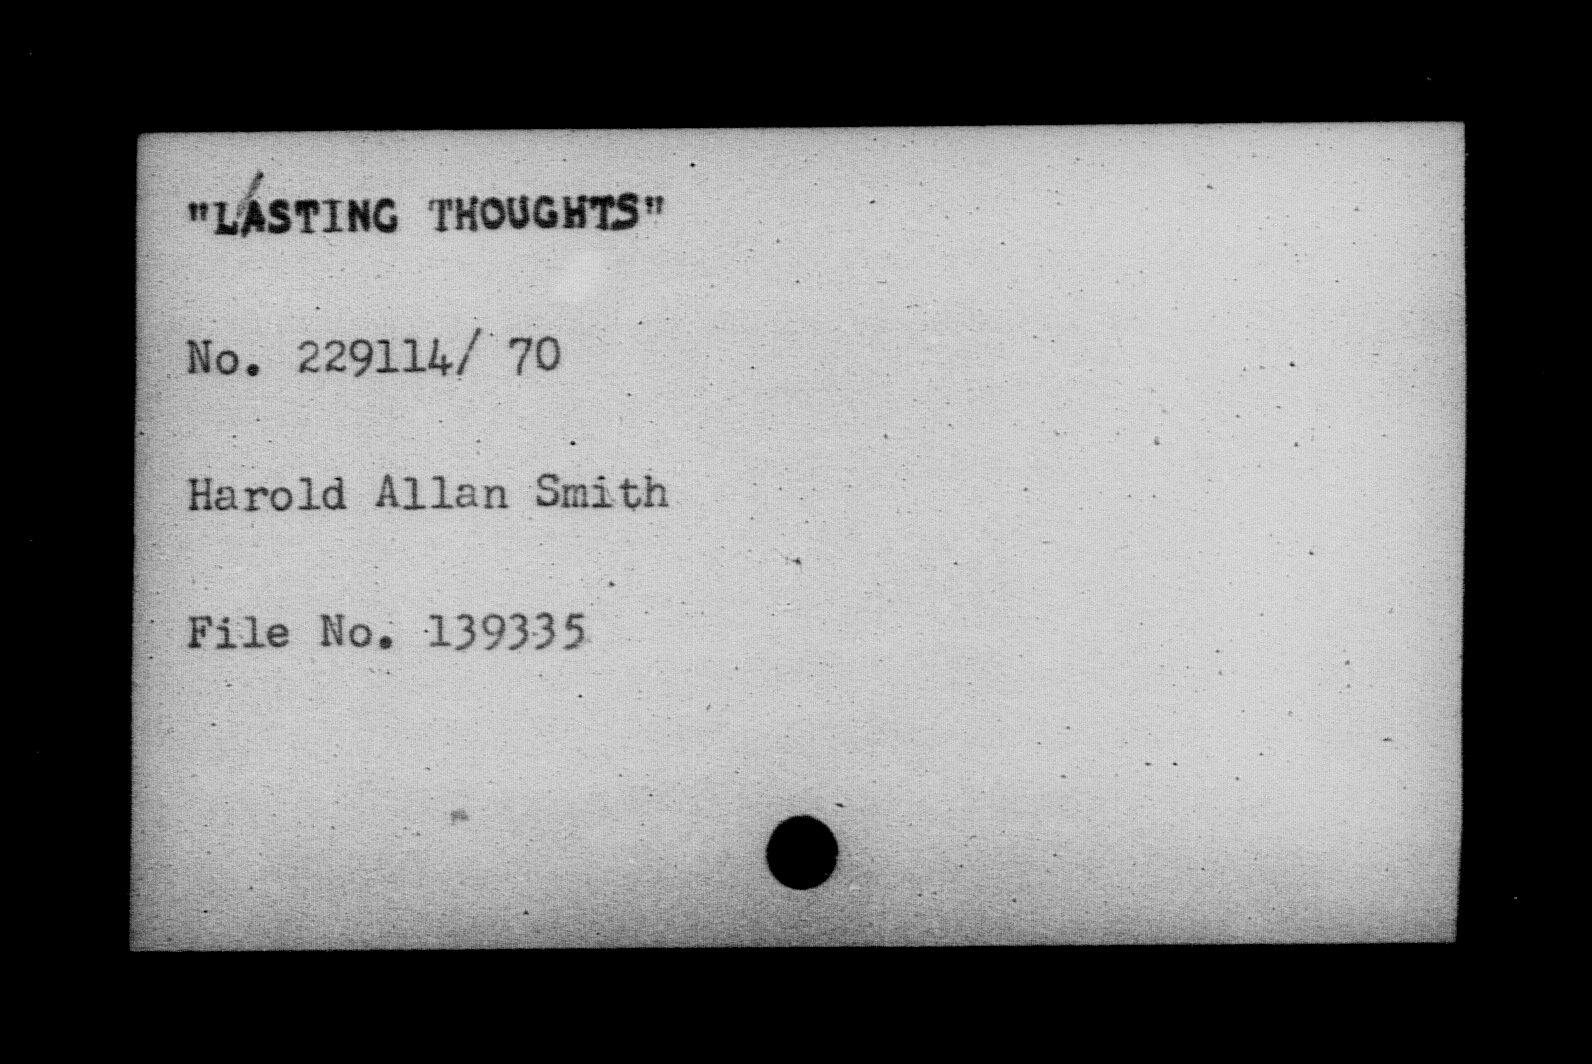 "LASTING THOUGHTS"
No. 229114/ 70
Harold Allan Smith
File No. 139335